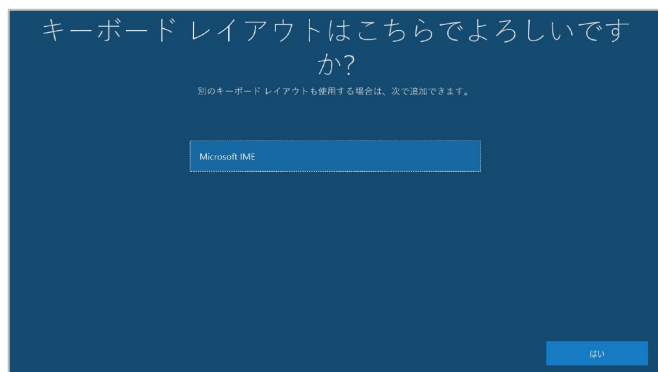 キーボード レイアウトはこちらでよろしいです
か?
別のキーボード レイアウトも使用する場合は、次で追加できます。
Microsoft IME
はい